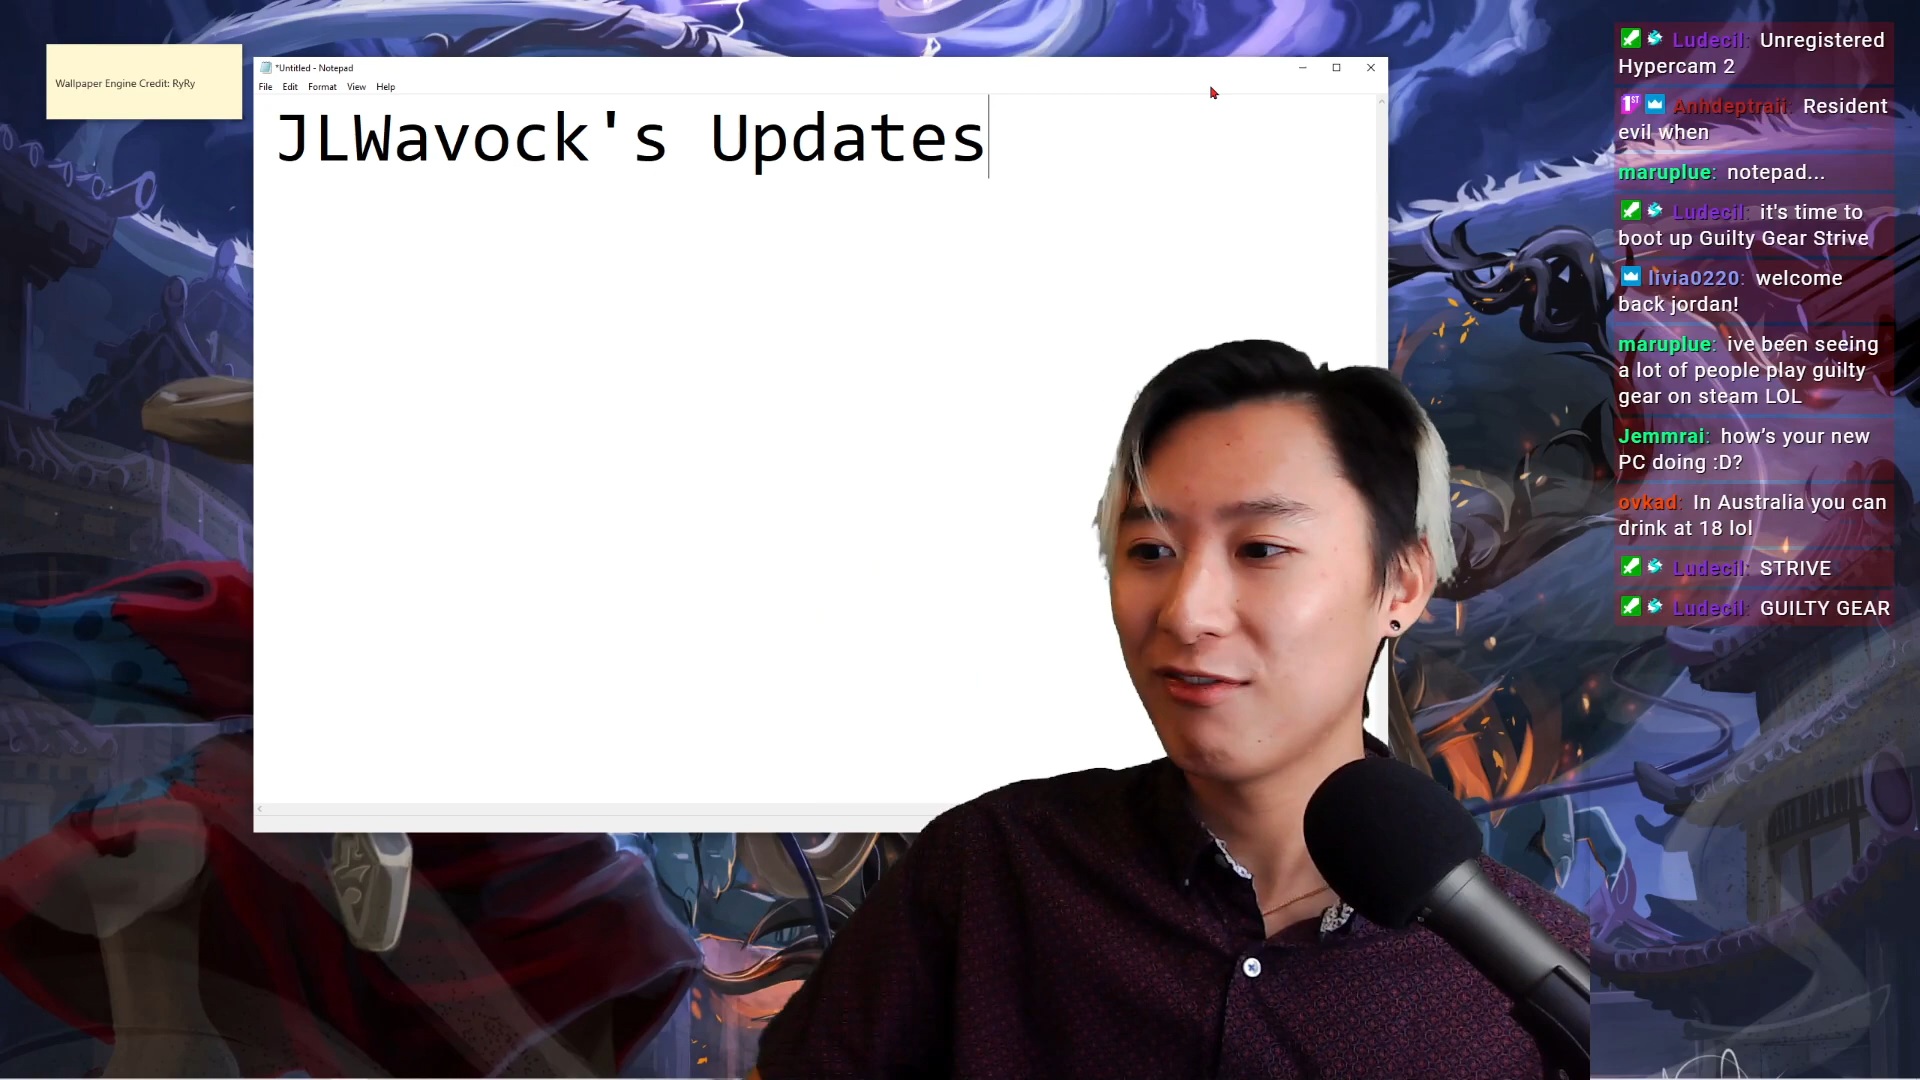 Wallpaper Engine Credit: RyRy
*Untitled - Notepad
File Edit Format View Help
JLWavock's Updates
Ludecil: Unregistered
Hypercam 2
1ST Anhdeptraii: Resident
evil when
maruplue: notepad...
Ludecil: it's time to
boot up Guilty Gear Strive
livia0220: welcome
back jordan!
maruplue: ive been seeing
a lot of people play guilty
gear on steam LOL
Jemmrai: how’s your new
PC doing :D?
ovkad: In Australia you can
drink at 18 lol
Ludecil: STRIVE
Ludecil: GUILTY GEAR